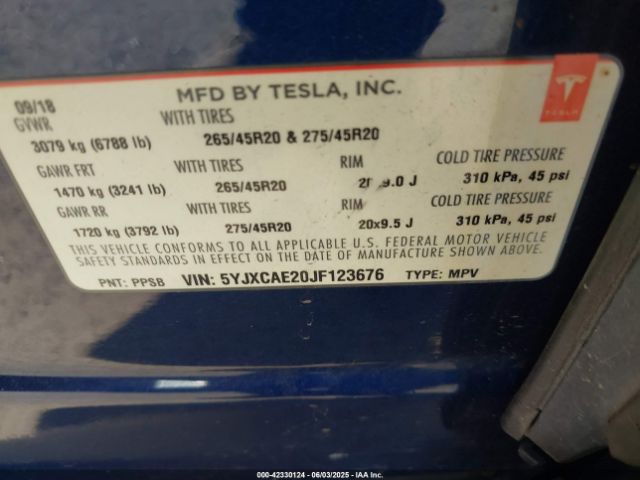 09/18 MFD BY TESLA, INC.
TESLA
GVWR WITH TIRES
3079 kg (6788 lb) 265/45R20 & 275/45R20
GAWR FRT WITH TIRES RIM COLD TIRE PRESSURE
1470 kg (3241 lb) 265/45R20 J 310 kPa, 45 psi
GAWR RR WITH TIRES RIM COLD TIRE PRESSURE
1720 kg (3792 lb) 275/45R20 20x9.5 J 310 kPa, 45 psi
THIS VEHICLE CONFORMS TO ALL APPLICABLE U.S. FEDERAL MOTOR VEHICLE
SAFETY STANDARDS IN EFFECT ON THE DATE OF MANUFACTURE SHOWN ABOVE.
PNT: PPSB VIN: 5YJXCAE20JF123676 TYPE: MPV
000-42330124 | 06/03/2025 - IAA Inc.